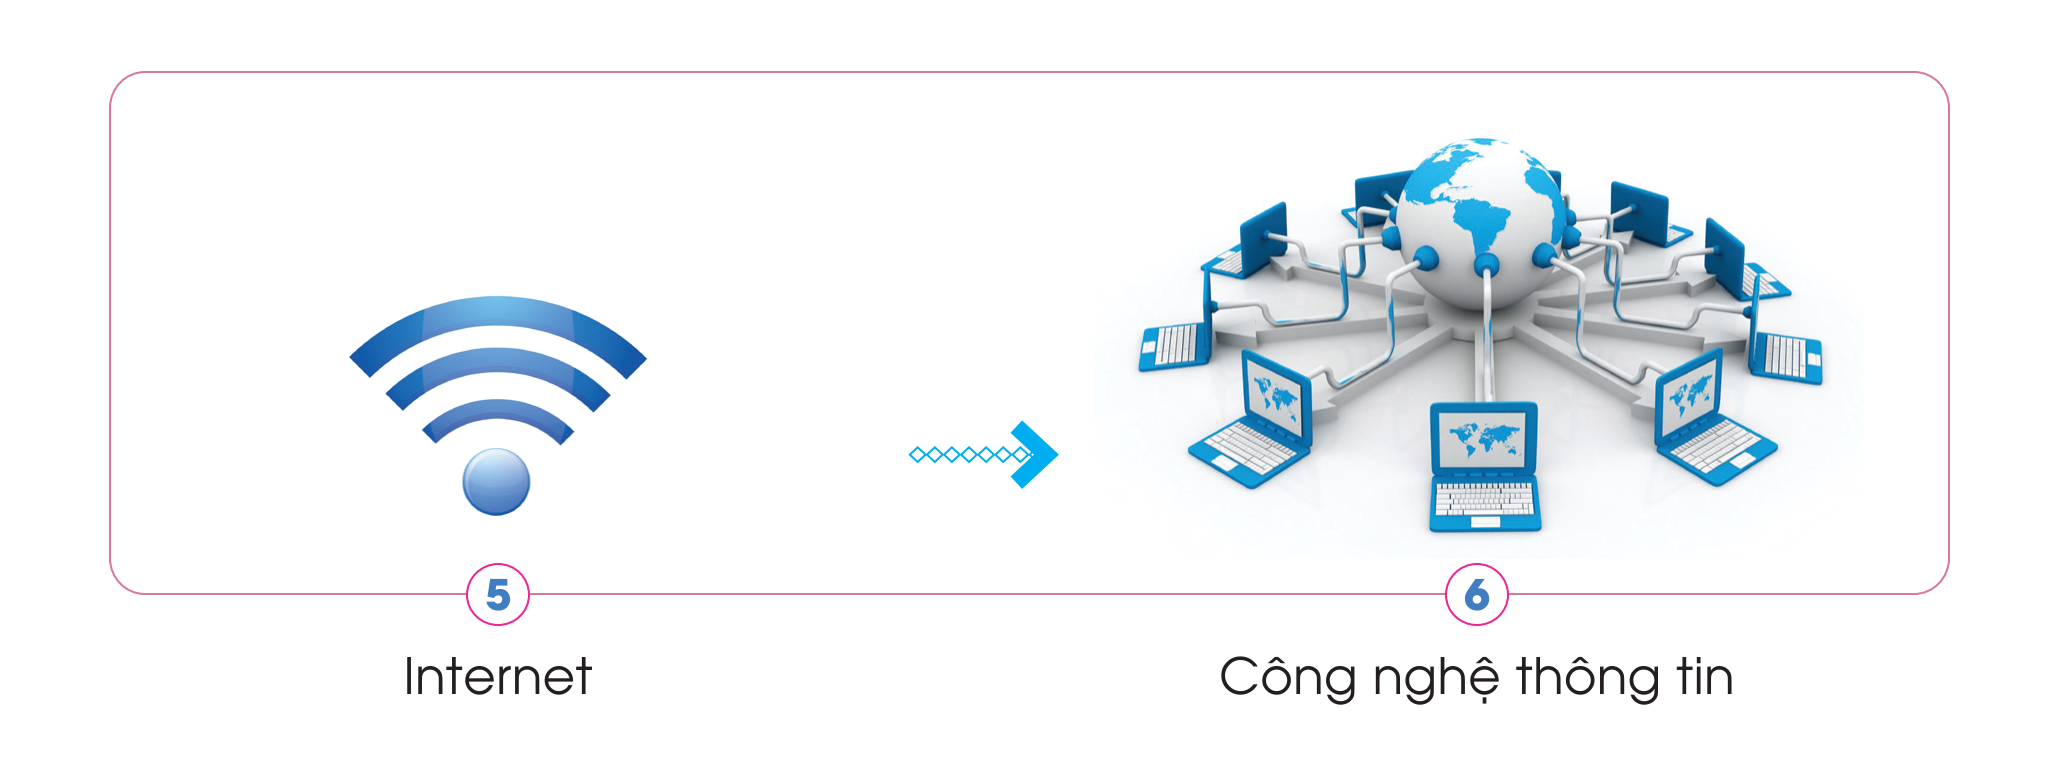 5
6
Internet
Công nghệ thông tin